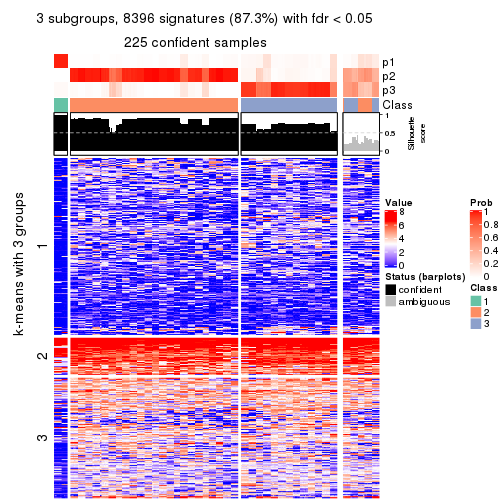 3 subgroups, 8396 signatures (87.3%) with fdr < 0.05
225 confident samples
p1
p2
p3
Class
1
0.5
0
Silhouette
score
k-means with 3 groups
1
2
3
Value
8
6
4
2
0
Status (barplots)
confident
ambiguous
Prob
1
0.8
0.6
0.4
0.2
0
Class
1
2
3